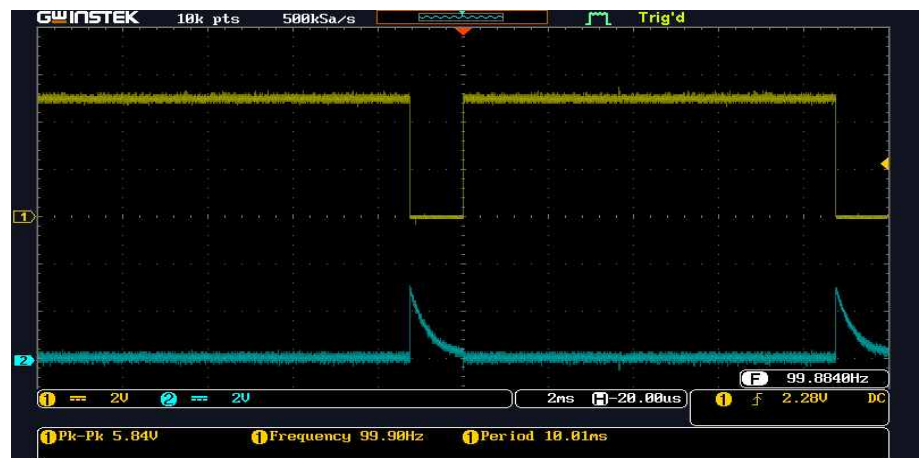 GWINSTEK 10k pts 500kSa/s Trig'd
1
2
F 99.8840Hz
1 2V 2 2V 2ms H -20.00us 1 2.28V DC
1 Pk-Pk 5.84V 1 Frequency 99.90Hz 1 Period 10.01ms